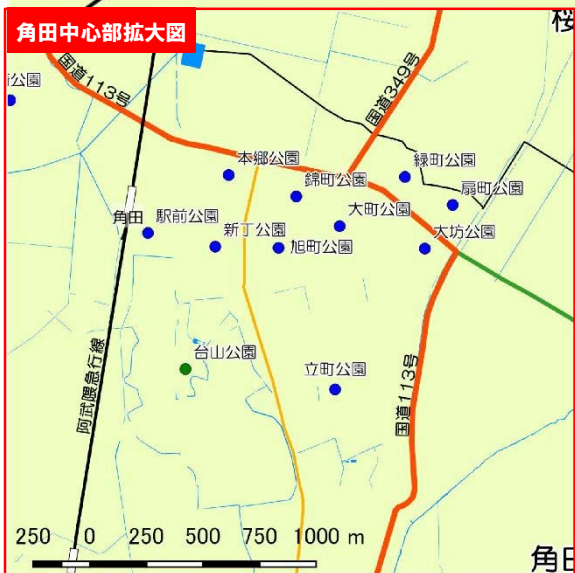 角田中心部拡大図
桜
公園
国道113号
国道349号
本郷公園
錦町公園
緑町公園
扇町公園
大町公園
角田
駅前公園
新丁公園
旭町公園
大坊公園
台山公園
立町公園
阿武隈急行線
国道113号
250 0 250 500 750 1000 m
角田